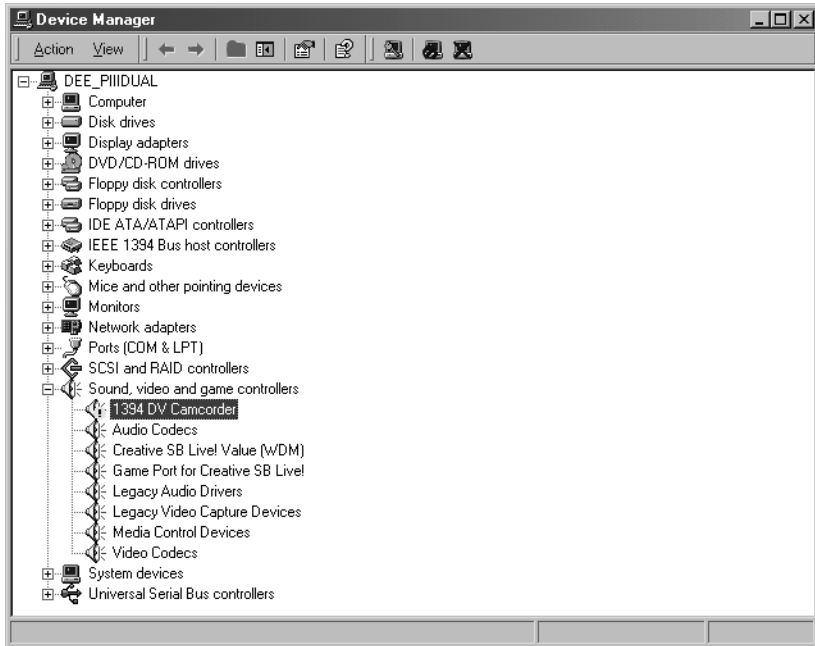 Device Manager
Action View
DEE_PIIIDUAL
Computer
Disk drives
Display adapters
DVD/CD-ROM drives
Floppy disk controllers
Floppy disk drives
IDE ATA/ATAPI controllers
IEEE 1394 Bus host controllers
Keyboards
Mice and other pointing devices
Monitors
Network adapters
Ports (COM & LPT)
SCSI and RAID controllers
Sound, video and game controllers
1394 DV Camcorder
Audio Codecs
Creative SB Live! Value (WDM)
Game Port for Creative SB Live!
Legacy Audio Drivers
Legacy Video Capture Devices
Media Control Devices
Video Codecs
System devices
Universal Serial Bus controllers